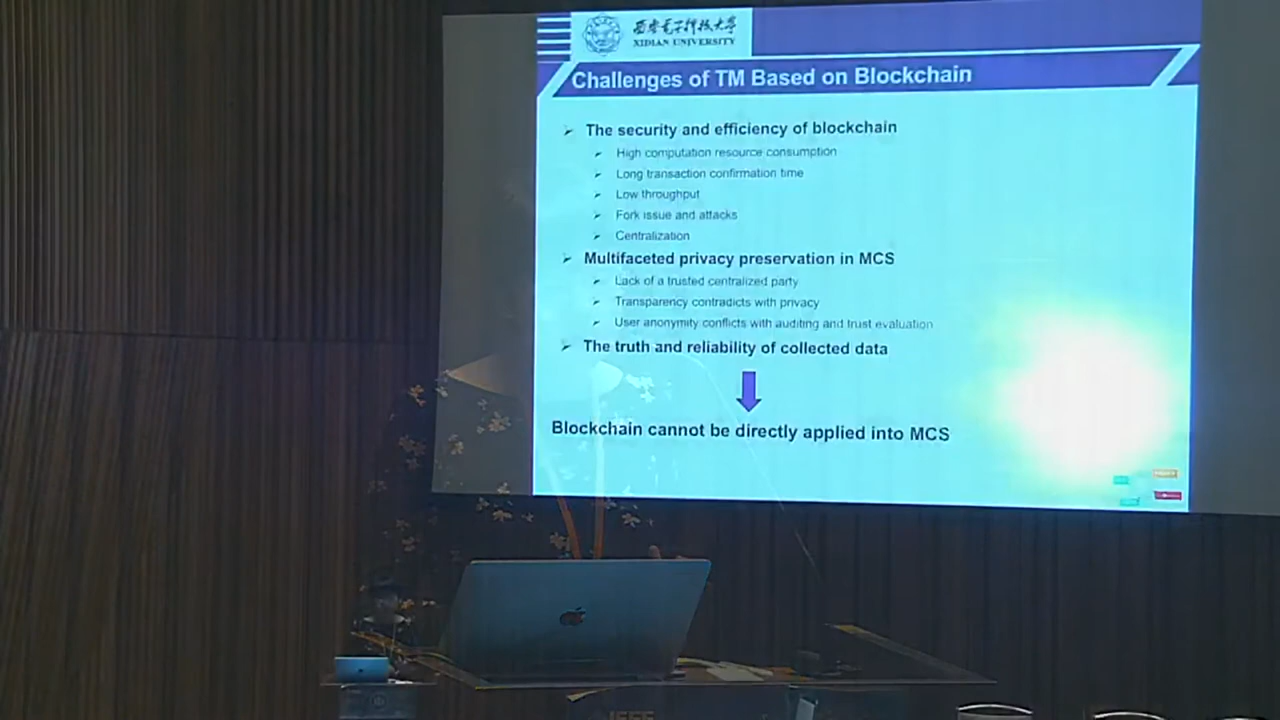 西安电子科技大学
XIDIAN UNIVERSITY
Challenges of TM Based on Blockchain
The security and efficiency of blockchain
High computation resource consumption
Long transaction confirmation time
Low throughput
Fork issue and attacks
Centralization
Multifaceted privacy preservation in MCS
Lack of a trusted centralized party
Transparency contradicts with privacy
User anonymity conflicts with auditing and trust evaluation
The truth and reliability of collected data
Blockchain cannot be directly applied into MCS
IEEE